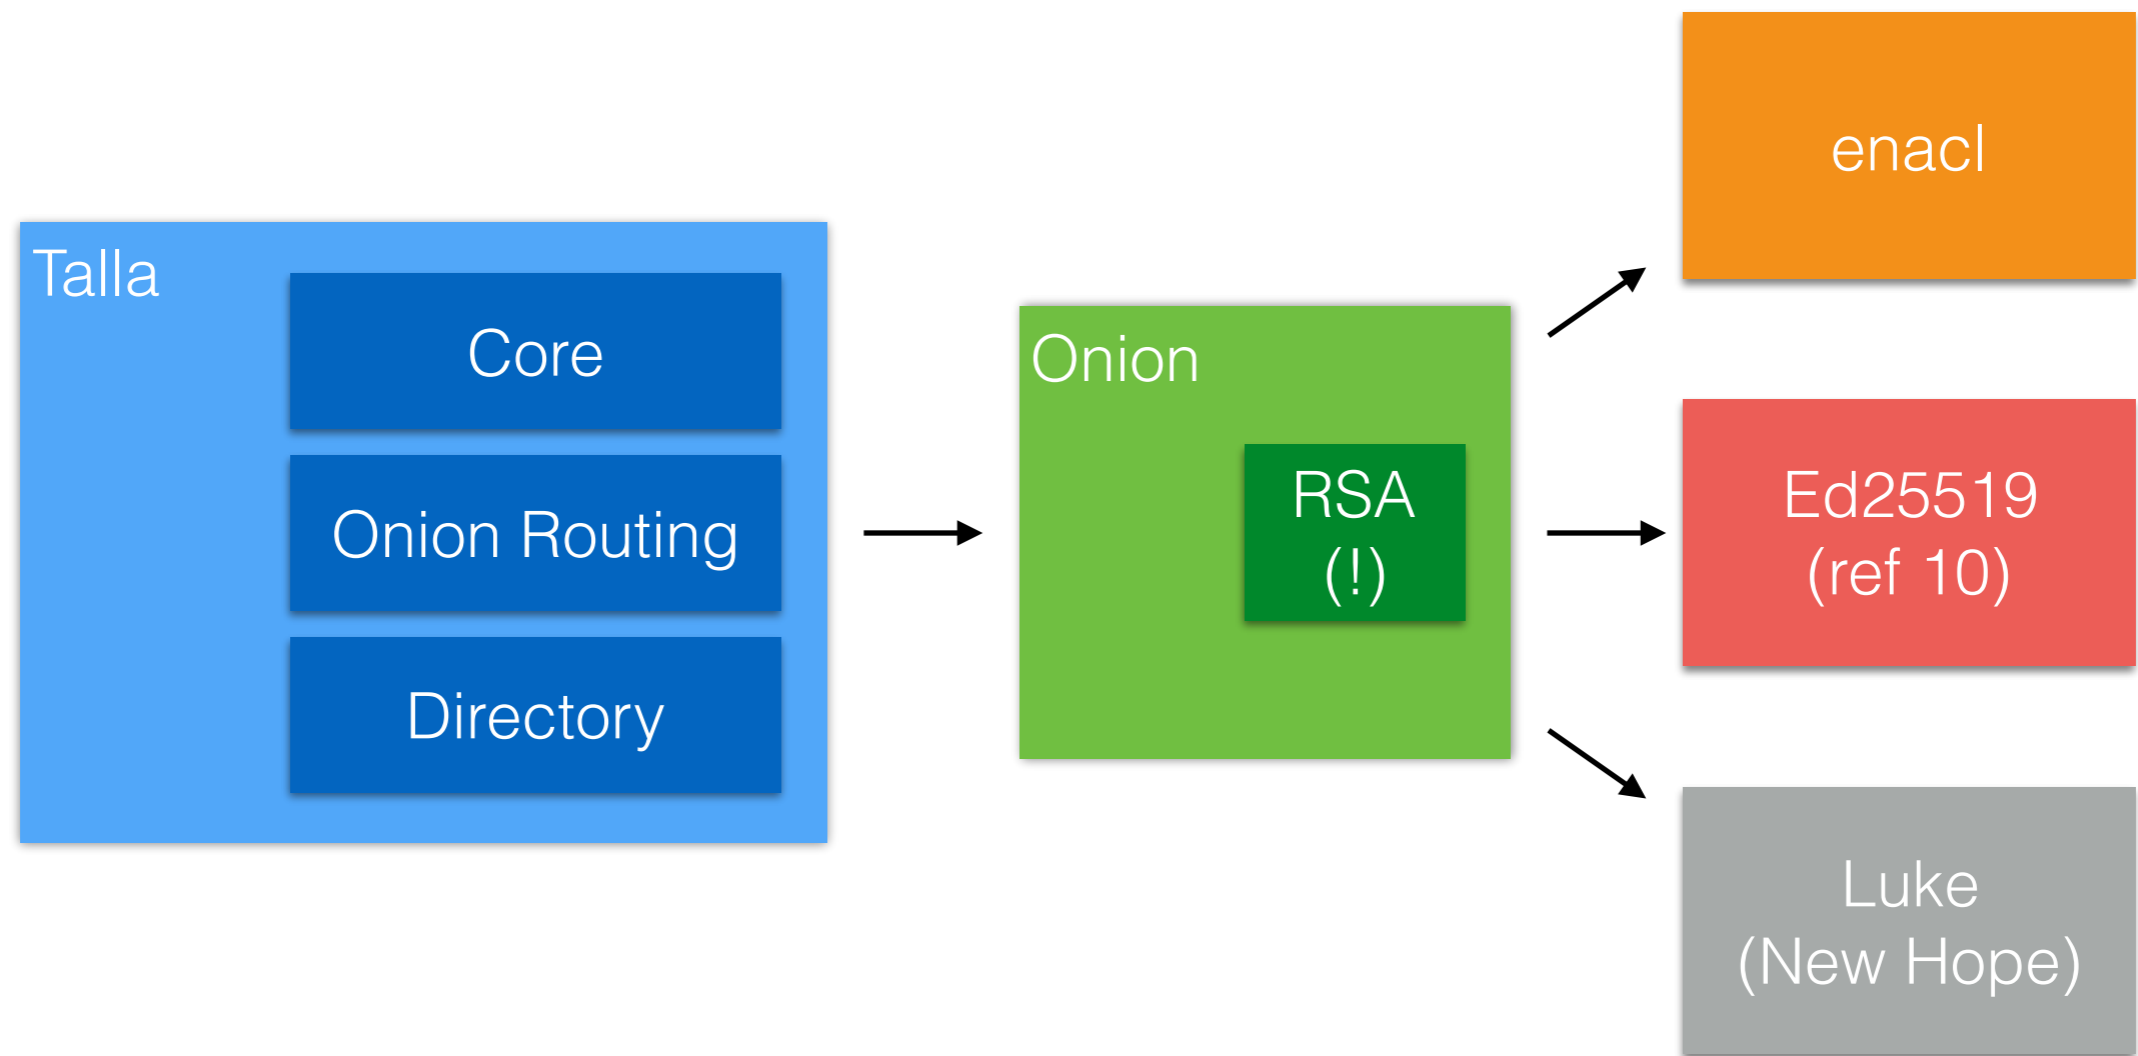 Talla
Core
Onion Routing
Directory
Onion
RSA
(!)
enacl
Ed25519
(ref 10)
Luke
(New Hope)